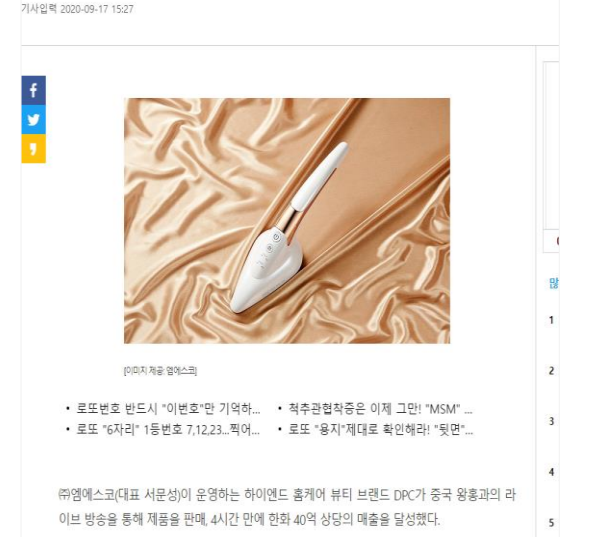 기사입력 2020-09-17 15:27
[이미지 제공: 엠에스코]
• 로또번호 반드시 "이번호"만 기억하...
• 척추관협착증은 이제 그만! "MSM" ...
• 로또 "6자리" 1등번호 7,12,23...찍어...
• 로또 "용지"제대로 확인해라! "뒷면"...
많
1
2
3
4
5
㈜엠에스코(대표 서문성)이 운영하는 하이엔드 홈케어 뷰티 브랜드 DPC가 중국 왕홍과의 라
이브 방송을 통해 제품을 판매, 4시간 만에 한화 40억 상당의 매출을 달성했다.